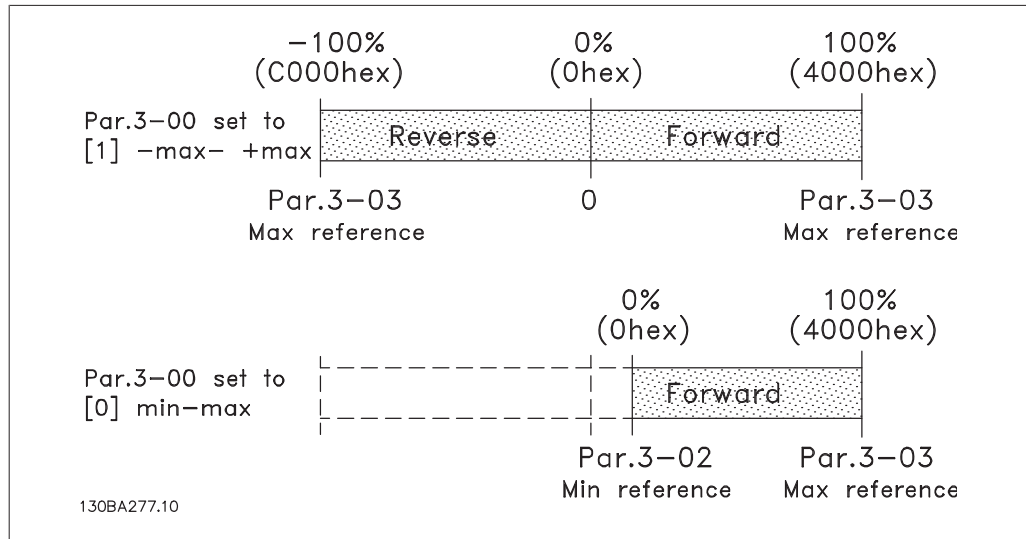 -100% 0% 100%
(C000hex) (0hex) (4000hex)
Par.3-00 set to
[1] -max- +max
Reverse Forward
Par.3-03 0 Par.3-03
Max reference Max reference
0% 100%
(0hex) (4000hex)
Par.3-00 set to
[0] min-max
Forward
Par.3-02 Par.3-03
Min reference Max reference
130BA277.10